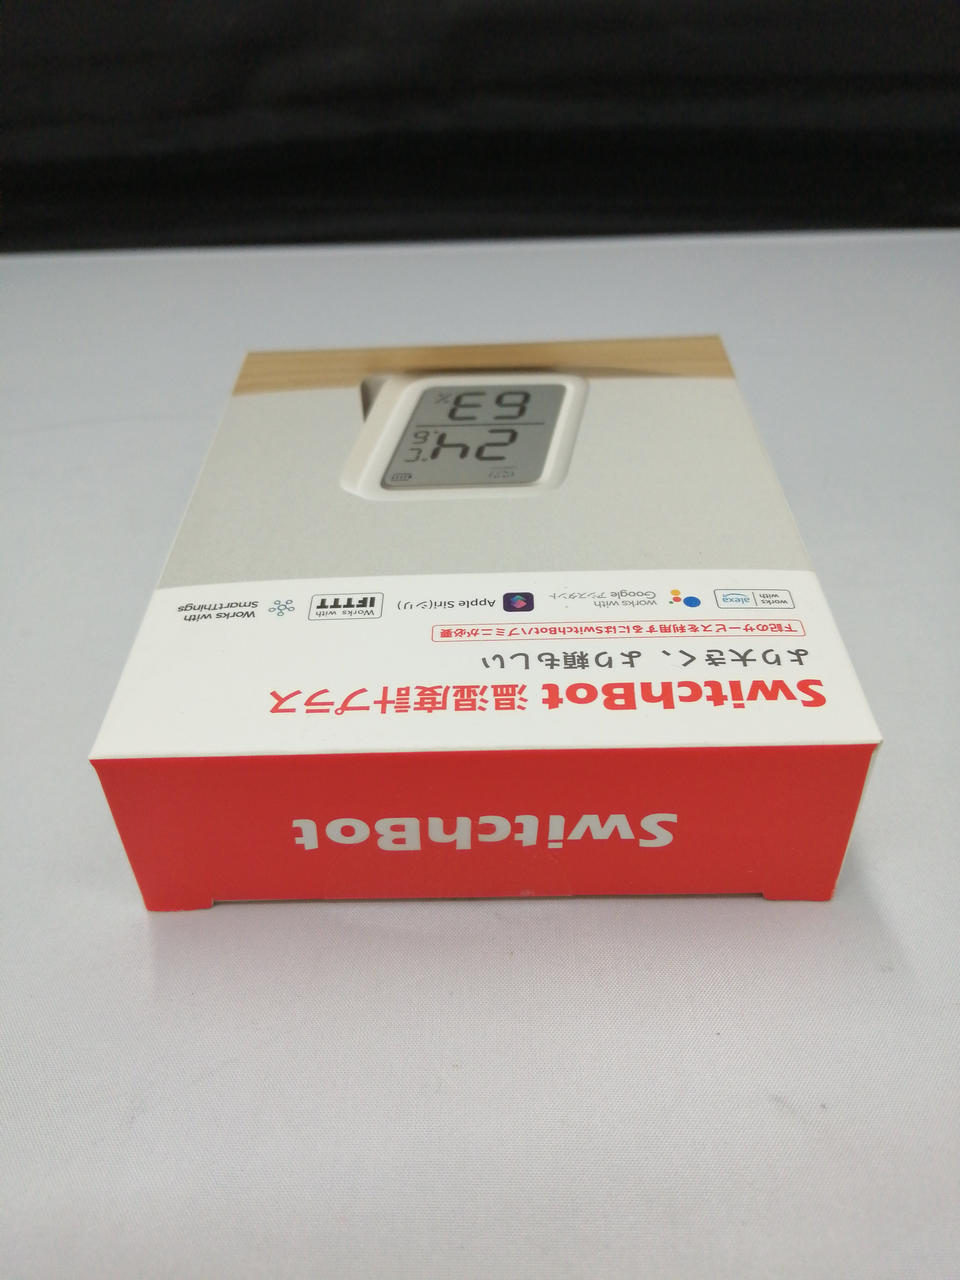 SwitchBot
SwitchBot 温湿度計プラス
より大きく、より頼もしい
下記のサービスを利用するにはSwitchBotハブミニが必要
works with alexa
works with Google アシスタント
Apple Siri(シリ)
Works with IFTTT
Works with SmartThings
24.8℃
63%